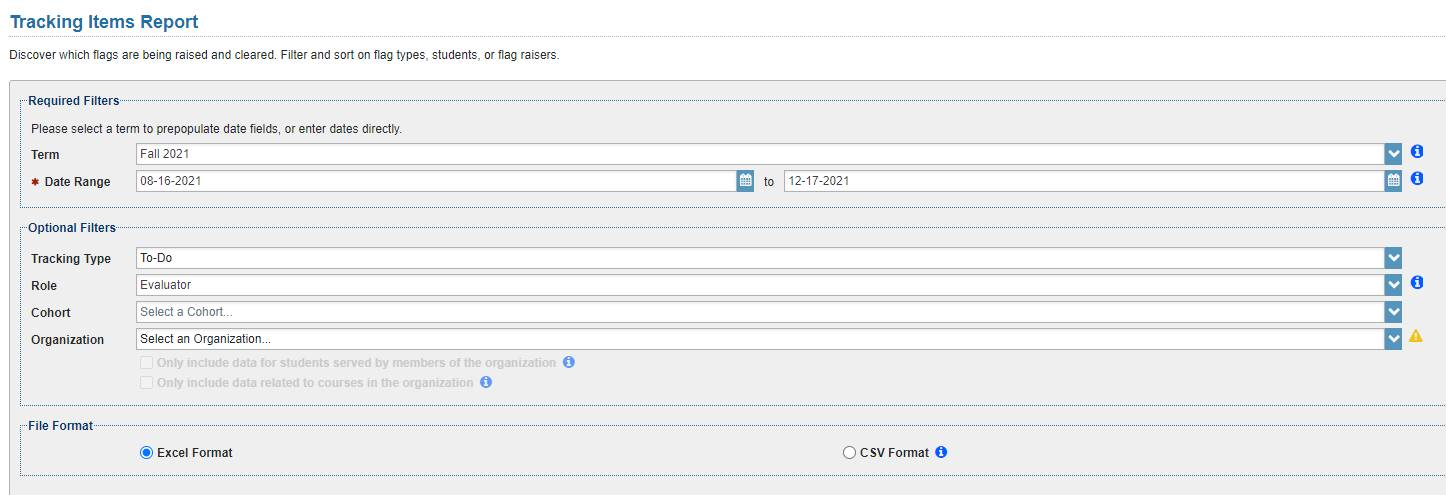 Tracking Items Report
Discover which flags are being raised and cleared. Filter and sort on flag types, students, or flag raisers.
Required Filters
Please select a term to prepopulate date fields, or enter dates directly.
Term Fall 2021
* Date Range 08-16-2021 to 12-17-2021
Optional Filters
Tracking Type To-Do
Role Evaluator
Cohort Select a Cohort...
Organization Select an Organization...
Only include data for students served by members of the organization
Only include data related to courses in the organization
File Format
Excel Format CSV Format